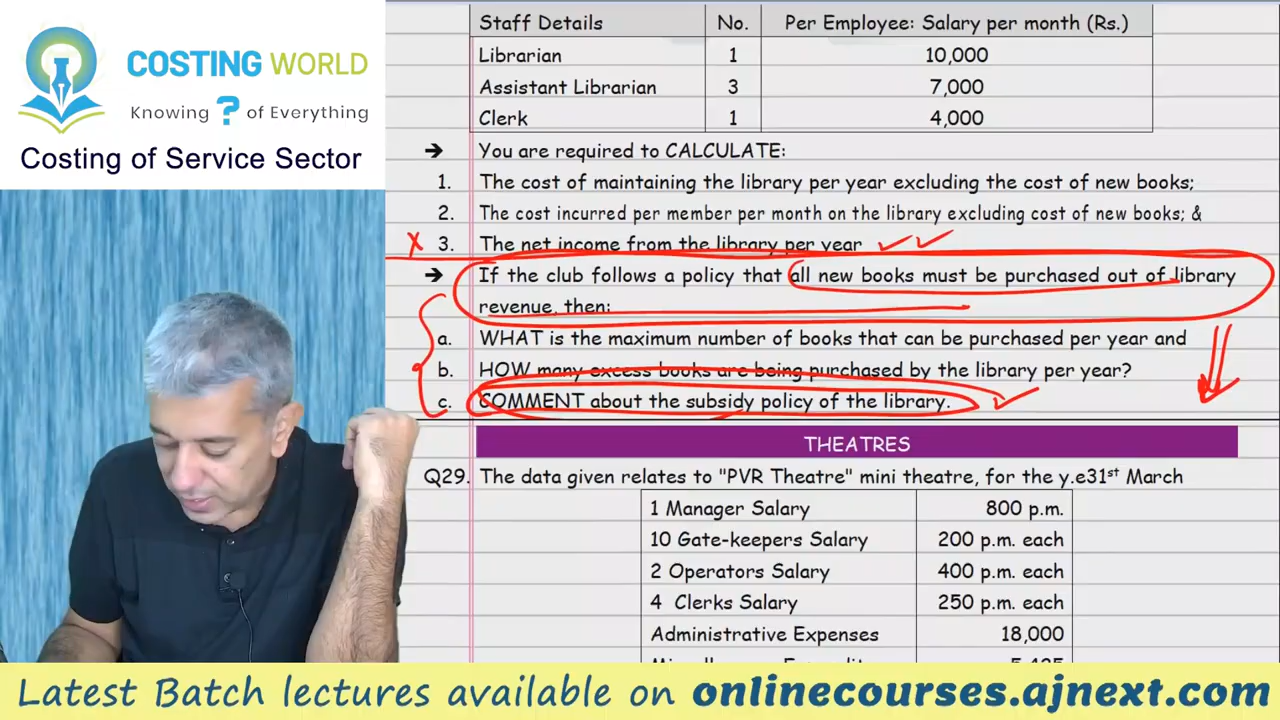 COSTING WORLD
Knowing ? of Everything
Costing of Service Sector
Staff Details No. Per Employee: Salary per month (Rs.)
Librarian 1 10,000
Assistant Librarian 3 7,000
Clerk 1 4,000
➔ You are required to CALCULATE:
1. The cost of maintaining the library per year excluding the cost of new books;
2. The cost incurred per member per month on the library excluding cost of new books; &
3. The net income from the library per year
➔ If the club follows a policy that all new books must be purchased out of library
revenue, then:
a. WHAT is the maximum number of books that can be purchased per year and
b. HOW many excess books are being purchased by the library per year?
c. COMMENT about the subsidy policy of the library.
THEATRES
Q29. The data given relates to "PVR Theatre" mini theatre, for the y.e31st March
1 Manager Salary 800 p.m.
10 Gate-keepers Salary 200 p.m. each
2 Operators Salary 400 p.m. each
4 Clerks Salary 250 p.m. each
Administrative Expenses 18,000
Latest Batch lectures available on onlinecourses.ajnext.com